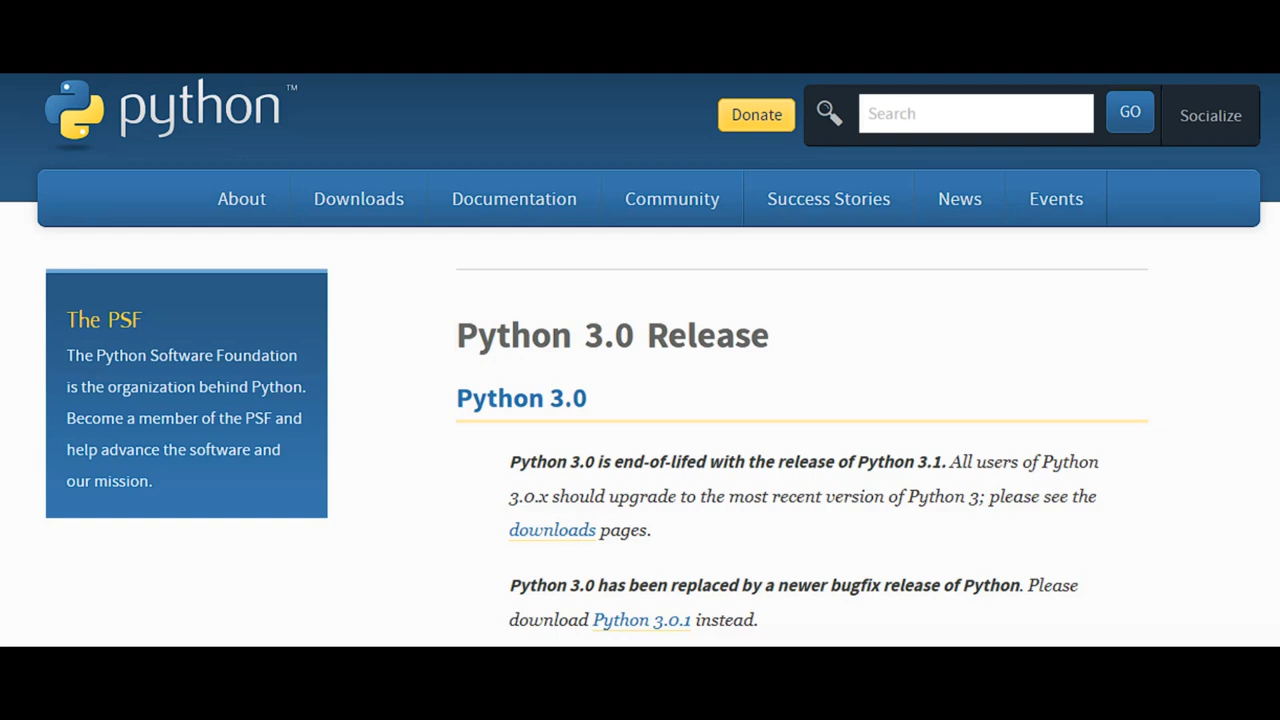 python™
Donate
Search
GO
Socialize
About
Downloads
Documentation
Community
Success Stories
News
Events
The PSF
The Python Software Foundation
is the organization behind Python.
Become a member of the PSF and
help advance the software and
our mission.
Python 3.0 Release
Python 3.0
Python 3.0 is end-of-lifed with the release of Python 3.1. All users of Python
3.0.x should upgrade to the most recent version of Python 3; please see the
downloads pages.
Python 3.0 has been replaced by a newer bugfix release of Python. Please
download Python 3.0.1 instead.